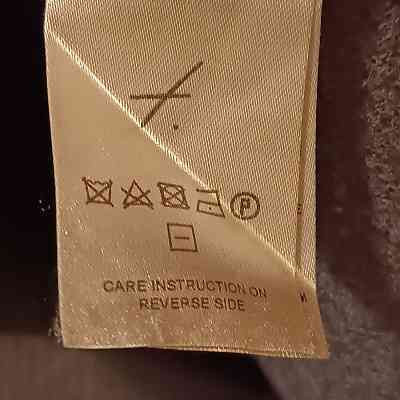 P
CARE INSTRUCTION ON
REVERSE SIDE